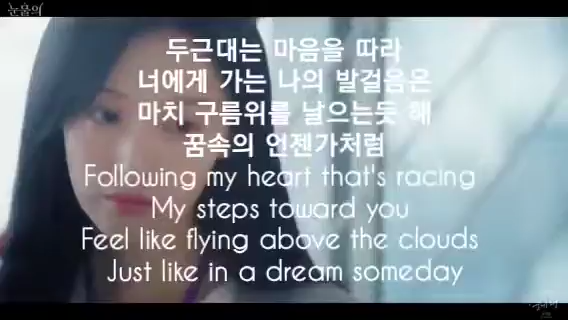 눈물의
두근대는 마음을 따라
너에게 가는 나의 발걸음은
마치 구름위를 날으는듯 해
꿈속의 언젠가처럼
Following my heart that's racing
My steps toward you
Feel like flying above the clouds
Just like in a dream someday